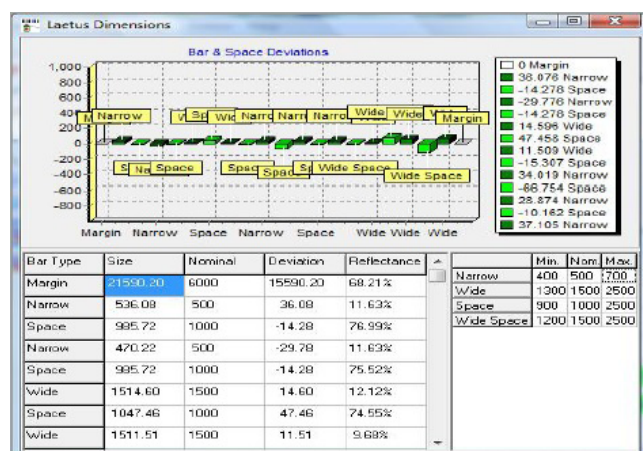 Laetus Dimensions
Bar & Space Deviations
1,000
800
600
400
200
0
-200
-400
-600
-800
Narrow Wide Narrow Narrow Wide Wide Margin
Space Space Wide Space Wide Space
Margin Narrow Space Narrow Space Wide Wide Wide
0 Margin
36.076 Narrow
-14.278 Space
-29.776 Narrow
-14.278 Space
14.596 Wide
47.458 Space
11.509 Wide
-15.307 Space
34.019 Narrow
-66.754 Space
28.874 Narrow
-10.162 Space
37.105 Narrow
Bar Type Size Nominal Deviation Reflectance
Margin 21590.20 6000 15590.20 68.21%
Narrow 536.08 500 36.08 11.63%
Space 985.72 1000 -14.28 76.99%
Narrow 470.22 500 -29.78 11.63%
Space 985.72 1000 -14.28 75.52%
Wide 1514.60 1500 14.60 12.12%
Space 1047.46 1000 47.46 74.55%
Wide 1511.51 1500 11.51 9.68%
Min. Nom. Max.
Narrow 400 500 700
Wide 1300 1500 2500
Space 900 1000 2500
Wide Space 1200 1500 2500